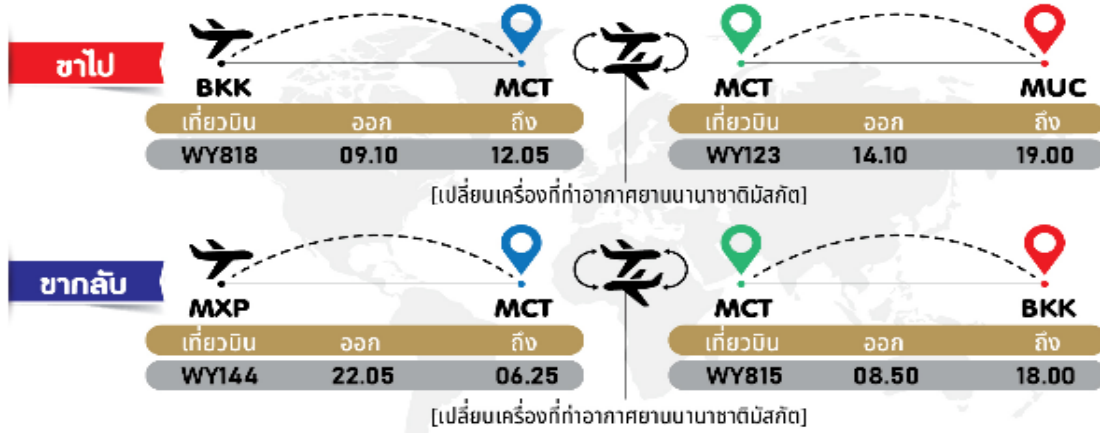 ขาไป
BKK MCT MCT MUC
เที่ยวบิน ออก ถึง เที่ยวบิน ออก ถึง
WY818 09.10 12.05 WY123 14.10 19.00
[เปลี่ยนเครื่องที่ท่าอากาศยานนานาชาติมัสกัต]
ขากลับ
MXP MCT MCT BKK
เที่ยวบิน ออก ถึง เที่ยวบิน ออก ถึง
WY144 22.05 06.25 WY815 08.50 18.00
[เปลี่ยนเครื่องที่ท่าอากาศยานนานาชาติมัสกัต]